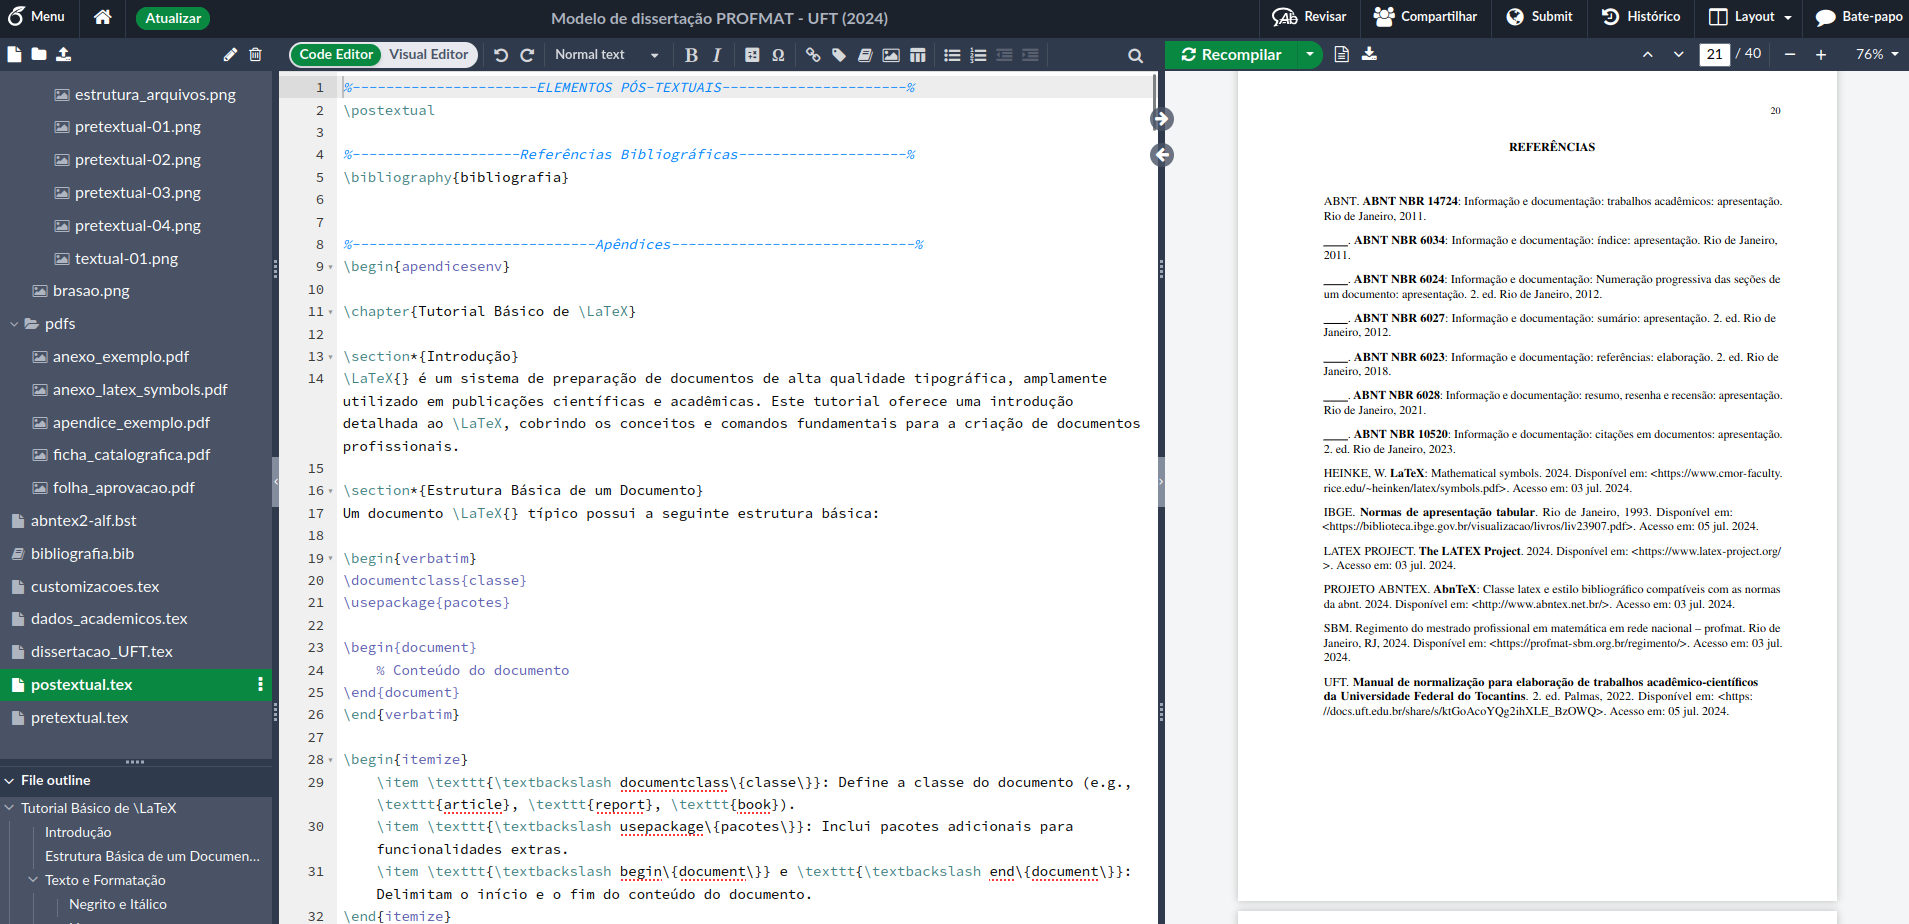 Menu
Atualizar
Modelo de dissertação PROFMAT - UFT (2024)
Revisar
Compartilhar
Submit
Histórico
Layout
Bate-papo
Code Editor
Visual Editor
Normal text
B I
Ω
Recompilar
21 / 40
76%
estrutura_arquivos.png
pretextual-01.png
pretextual-02.png
pretextual-03.png
pretextual-04.png
textual-01.png
brasao.png
pdfs
anexo_exemplo.pdf
anexo_latex_symbols.pdf
apendice_exemplo.pdf
ficha_catalografica.pdf
folha_aprovacao.pdf
abntex2-alf.bst
bibliografia.bib
customizacoes.tex
dados_academicos.tex
dissertacao_UFT.tex
postextual.tex
pretextual.tex
File outline
Tutorial Básico de \LaTeX
Introdução
Estrutura Básica de um Documen...
Texto e Formatação
Negrito e Itálico
1 %----------------------ELEMENTOS PÓS-TEXTUAIS----------------------%
2 \postextual
3
4 %--------------------Referências Bibliográficas--------------------%
5 \bibliography{bibliografia}
6
7
8 %-----------------------------Apêndices-----------------------------%
9 \begin{apendicesenv}
10
11 \chapter{Tutorial Básico de \LaTeX}
12
13 \section*{Introdução}
14 \LaTeX{} é um sistema de preparação de documentos de alta qualidade tipográfica, amplamente
utilizado em publicações científicas e acadêmicas. Este tutorial oferece uma introdução
detalhada ao \LaTeX, cobrindo os conceitos e comandos fundamentais para a criação de documentos
profissionais.
15
16 \section*{Estrutura Básica de um Documento}
17 Um documento \LaTeX{} típico possui a seguinte estrutura básica:
18
19 \begin{verbatim}
20 \documentclass{classe}
21 \usepackage{pacotes}
22
23 \begin{document}
24 % Conteúdo do documento
25 \end{document}
26 \end{verbatim}
27
28 \begin{itemize}
29 \item \texttt{\textbackslash documentclass\{classe\}}: Define a classe do documento (e.g.,
\texttt{article}, \texttt{report}, \texttt{book}).
30 \item \texttt{\textbackslash usepackage\{pacotes\}}: Inclui pacotes adicionais para
funcionalidades extras.
31 \item \texttt{\textbackslash begin\{document\}} e \texttt{\textbackslash end\{document\}}:
Delimitam o início e o fim do conteúdo do documento.
32 \end{itemize}
20
REFERÊNCIAS
ABNT. ABNT NBR 14724: Informação e documentação: trabalhos acadêmicos: apresentação.
Rio de Janeiro, 2011.
____. ABNT NBR 6034: Informação e documentação: índice: apresentação. Rio de Janeiro,
2011.
____. ABNT NBR 6024: Informação e documentação: Numeração progressiva das seções de
um documento: apresentação. 2. ed. Rio de Janeiro, 2012.
____. ABNT NBR 6027: Informação e documentação: sumário: apresentação. 2. ed. Rio de
Janeiro, 2012.
____. ABNT NBR 6023: Informação e documentação: referências: elaboração. 2. ed. Rio de
Janeiro, 2018.
____. ABNT NBR 6028: Informação e documentação: resumo, resenha e recensão: apresentação.
Rio de Janeiro, 2021.
____. ABNT NBR 10520: Informação e documentação: citações em documentos: apresentação.
2. ed. Rio de Janeiro, 2023.
HEINKE, W. LaTeX: Mathematical symbols. 2024. Disponível em: <https://www.cmor-faculty.
rice.edu/~heinken/latex/symbols.pdf>. Acesso em: 03 jul. 2024.
IBGE. Normas de apresentação tabular. Rio de Janeiro, 1993. Disponível em:
<https://biblioteca.ibge.gov.br/visualizacao/livros/liv23907.pdf>. Acesso em: 05 jul. 2024.
LATEX PROJECT. The LATEX Project. 2024. Disponível em: <https://www.latex-project.org/
>. Acesso em: 03 jul. 2024.
PROJETO ABNTEX. AbnTeX: Classe latex e estilo bibliográfico compatíveis com as normas
da abnt. 2024. Disponível em: <http://www.abntex.net.br/>. Acesso em: 03 jul. 2024.
SBM. Regimento do mestrado profissional em matemática em rede nacional – profmat. Rio de
Janeiro, RJ, 2024. Disponível em: <https://profmat-sbm.org.br/regimento/>. Acesso em: 03 jul.
2024.
UFT. Manual de normalização para elaboração de trabalhos acadêmico-científicos
da Universidade Federal do Tocantins. 2. ed. Palmas, 2022. Disponível em: <https:
//docs.uft.edu.br/share/s/ktGoAcoYQg2ihXLE_BzOWQ>. Acesso em: 05 jul. 2024.